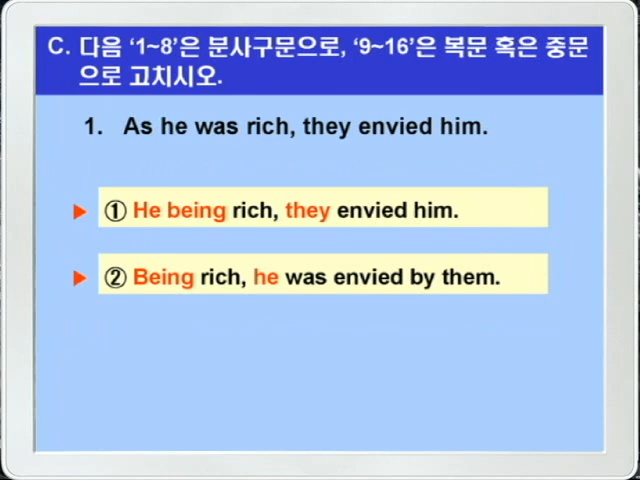 C. 다음 ‘1~8’은 분사구문으로, ‘9~16’은 복문 혹은 중문
으로 고치시오.
1. As he was rich, they envied him.
① He being rich, they envied him.
② Being rich, he was envied by them.